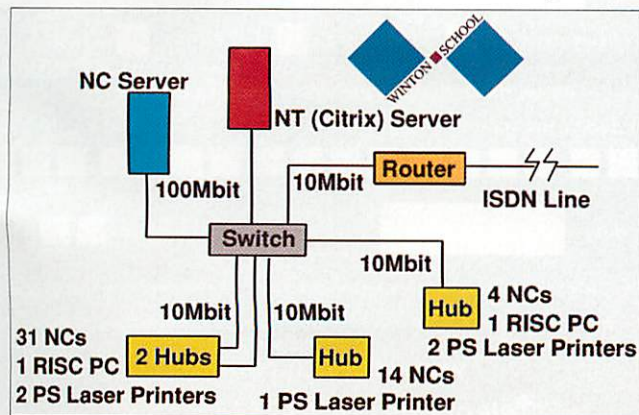 WINTON SCHOOL
NC Server
NT (Citrix) Server
100Mbit
10Mbit
Router
ISDN Line
Switch
10Mbit
10Mbit
10Mbit
31 NCs
1 RISC PC
2 PS Laser Printers
2 Hubs
Hub
14 NCs
1 PS Laser Printer
Hub
4 NCs
1 RISC PC
2 PS Laser Printers